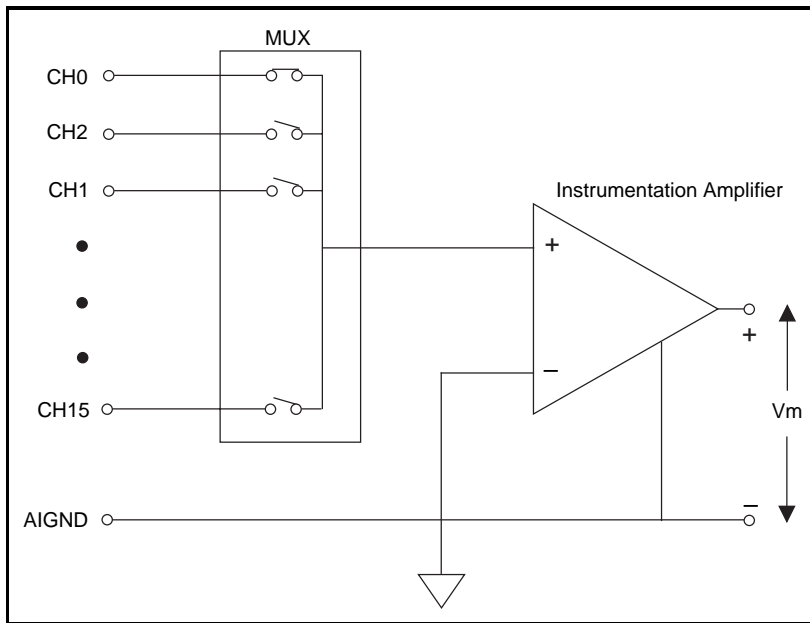 MUX
CH0
CH2
CH1
Instrumentation Amplifier
+
+
−
CH15
Vm
AIGND
−